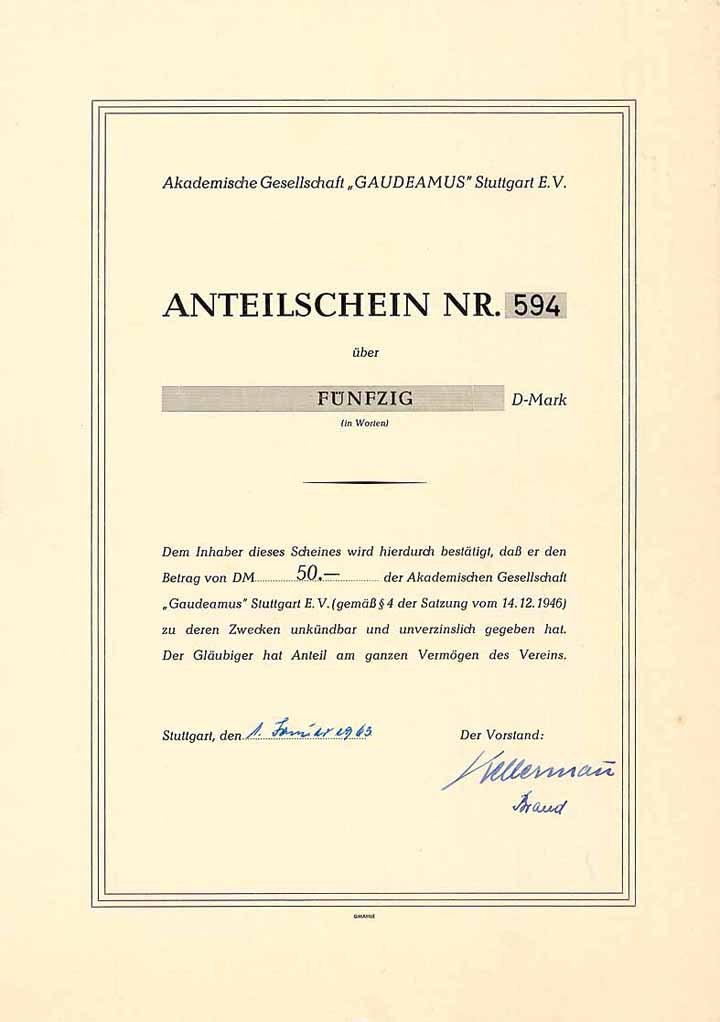 Akademische Gesellschaft „GAUDEAMUS" Stuttgart E.V.
ANTEILSCHEIN NR. 594
über
FÜNFZIG D-Mark
(in Worten)
Dem Inhaber dieses Scheines wird hierdurch bestätigt, daß er den
Betrag von DM 50.— der Akademischen Gesellschaft
„Gaudeamus" Stuttgart E.V. (gemäß § 4 der Satzung vom 14.12.1946)
zu deren Zwecken unkündbar und unverzinslich gegeben hat.
Der Gläubiger hat Anteil am ganzen Vermögen des Vereins.
Stuttgart, den 1. Januar 1963 Der Vorstand:
Kellermann
Brand